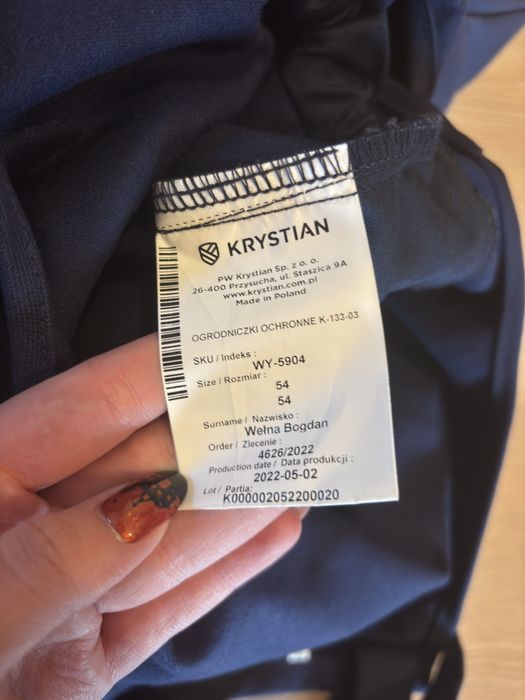 KRYSTIAN
PW Krystian Sp. z o. o.
26-400 Przysucha, ul. Staszica 9A
www.krystian.com.pl
Made in Poland
OGRODNICZKI OCHRONNE K-133-03
SKU / Indeks :
WY-5904
Size / Rozmiar :
54
54
Surname / Nazwisko :
Wełna Bogdan
Order / Zlecenie :
4626/2022
Production date / Data produkcji :
2022-05-02
Lot / Partia:
K000002052200020